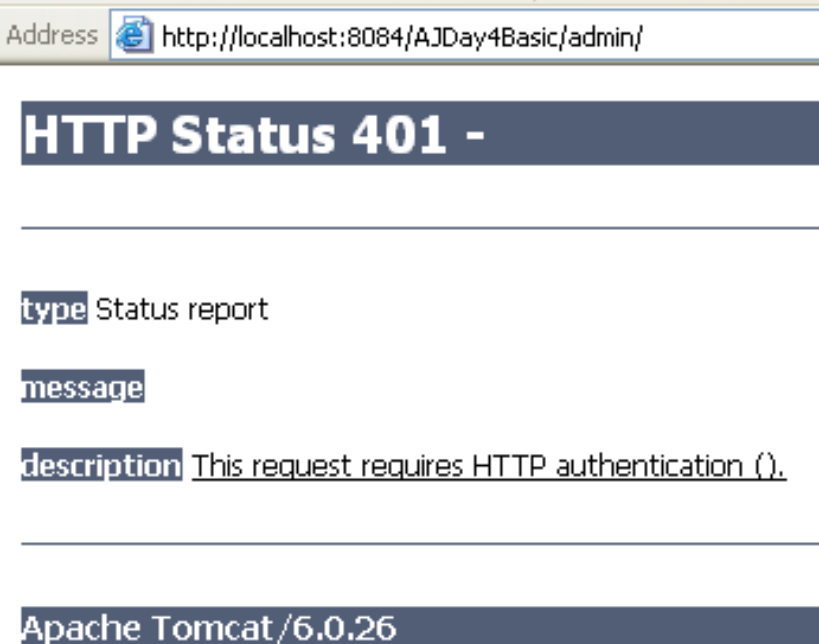 Address http://localhost:8084/AJDay4Basic/admin/
HTTP Status 401 -
type Status report
message
description This request requires HTTP authentication ().
Apache Tomcat/6.0.26